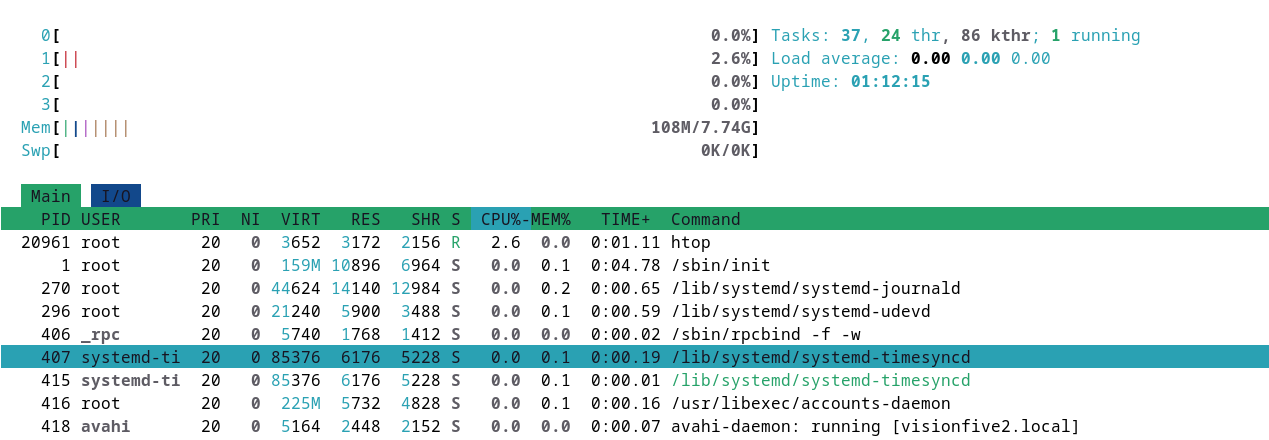 0[ 0.0%] Tasks: 37, 24 thr, 86 kthr; 1 running
1[|| 2.6%] Load average: 0.00 0.00 0.00
2[ 0.0%] Uptime: 01:12:15
3[ 0.0%]
Mem[||||||| 108M/7.74G]
Swp[ 0K/0K]
Main I/O
PID USER PRI NI VIRT RES SHR S CPU%-MEM% TIME+ Command
20961 root 20 0 3652 3172 2156 R 2.6 0.0 0:01.11 htop
1 root 20 0 159M 10896 6964 S 0.0 0.1 0:04.78 /sbin/init
270 root 20 0 44624 14140 12984 S 0.0 0.2 0:00.65 /lib/systemd/systemd-journald
296 root 20 0 21240 5900 3488 S 0.0 0.1 0:00.59 /lib/systemd/systemd-udevd
406 _rpc 20 0 5740 1768 1412 S 0.0 0.0 0:00.02 /sbin/rpcbind -f -w
407 systemd-ti 20 0 85376 6176 5228 S 0.0 0.1 0:00.19 /lib/systemd/systemd-timesyncd
415 systemd-ti 20 0 85376 6176 5228 S 0.0 0.1 0:00.01 /lib/systemd/systemd-timesyncd
416 root 20 0 225M 5732 4828 S 0.0 0.1 0:00.16 /usr/libexec/accounts-daemon
418 avahi 20 0 5164 2448 2152 S 0.0 0.0 0:00.07 avahi-daemon: running [visionfive2.local]